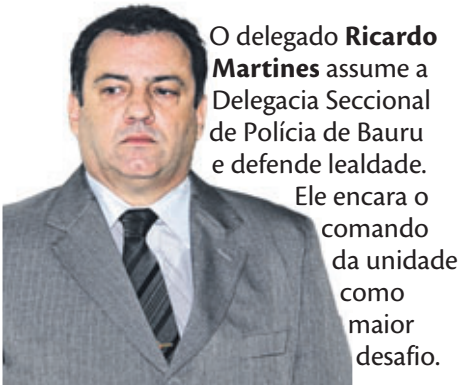 O delegado Ricardo
Martines assume a
Delegacia Seccional
de Polícia de Bauru
e defende lealdade.
Ele encara o
comando
da unidade
como
maior
desafio.